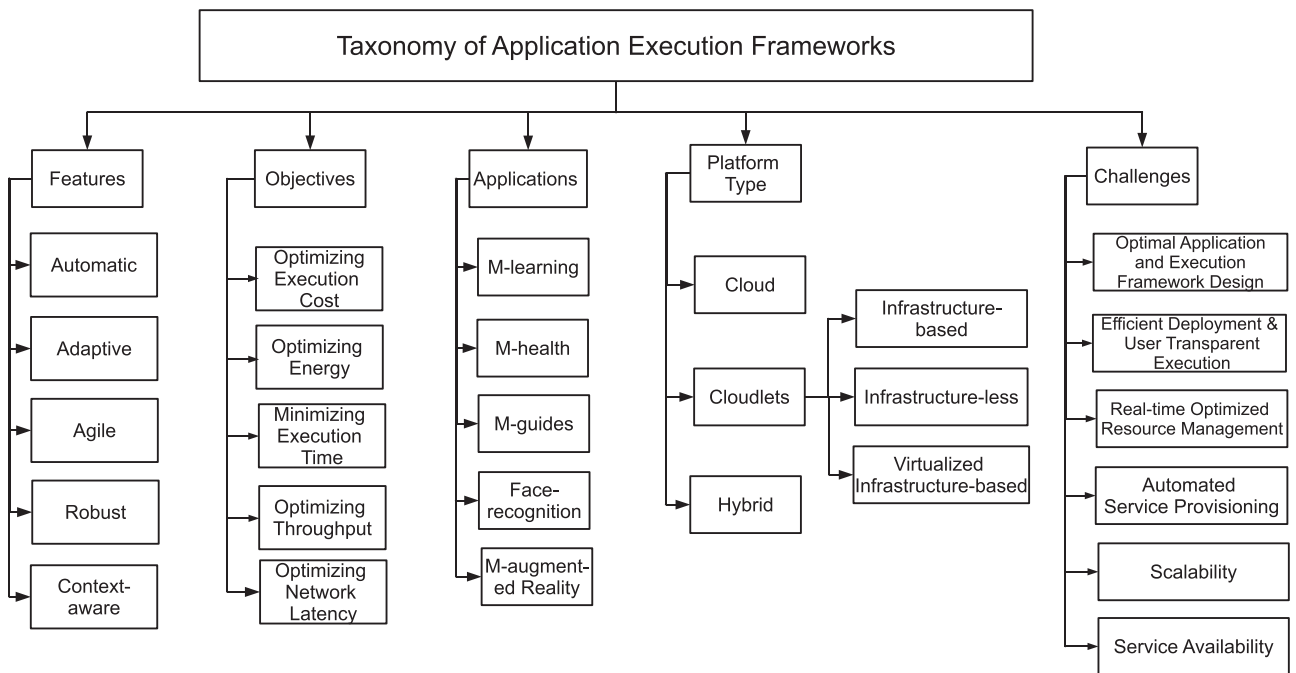 Taxonomy of Application Execution Frameworks
Features
Automatic
Adaptive
Agile
Robust
Context-
aware
Objectives
Optimizing
Execution
Cost
Optimizing
Energy
Minimizing
Execution
Time
Optimizing
Throughput
Optimizing
Network
Latency
Applications
M-learning
M-health
M-guides
Face-
recognition
M-augment-
ed Reality
Platform
Type
Cloud
Cloudlets
Hybrid
Infrastructure-
based
Infrastructure-less
Virtualized
Infrastructure-based
Challenges
Optimal Application
and Execution
Framework Design
Efficient Deployment &
User Transparent
Execution
Real-time Optimized
Resource Management
Automated
Service Provisioning
Scalability
Service Availability